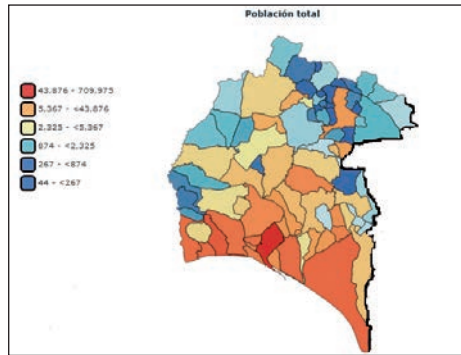 Población total
43.876 - 709.975
5.367 - <43.876
2.325 - <5.367
874 - <2.325
267 - <874
44 - <267